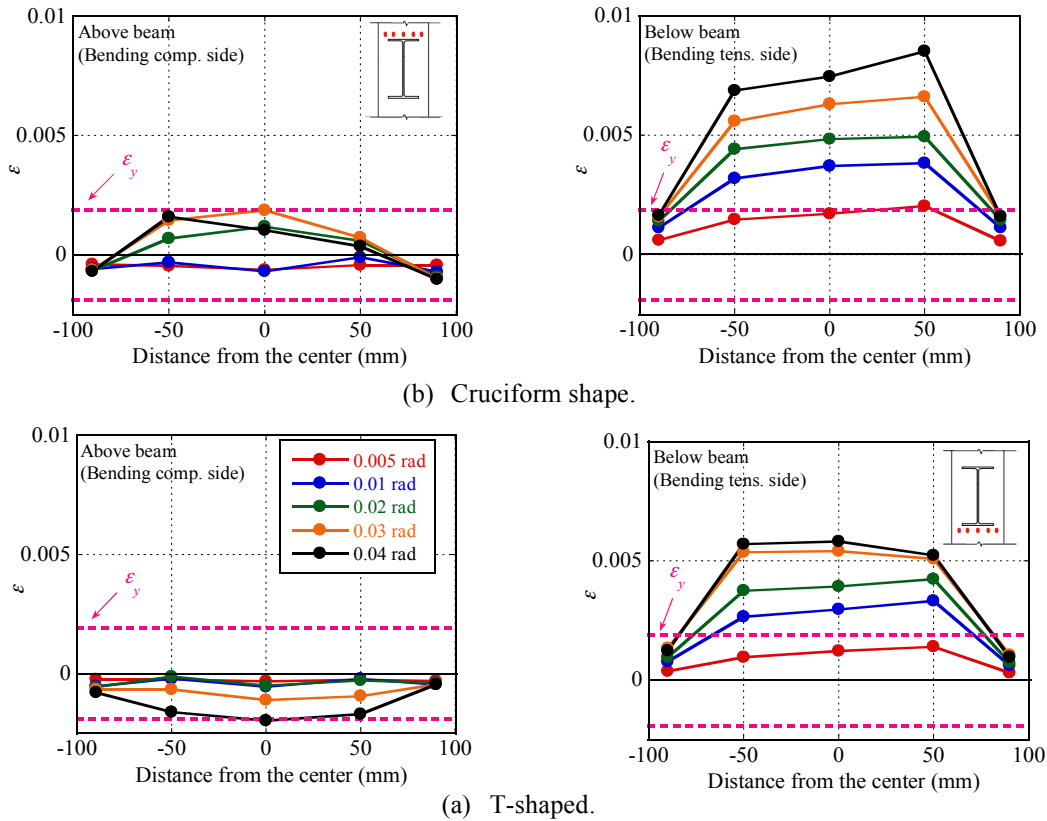 0.01
Above beam
(Bending comp. side)
0.005
ε
ε_y
0
-100
-50
0
50
100
Distance from the center (mm)
0.01
Below beam
(Bending tens. side)
0.005
ε
ε_y
0
-100
-50
0
50
100
Distance from the center (mm)
(b) Cruciform shape.
0.01
Above beam
(Bending comp. side)
0.005 rad
0.01 rad
0.02 rad
0.03 rad
0.04 rad
0.005
ε
ε_y
0
-100
-50
0
50
100
Distance from the center (mm)
0.01
Below beam
(Bending tens. side)
0.005
ε
ε_y
0
-100
-50
0
50
100
Distance from the center (mm)
(a) T-shaped.